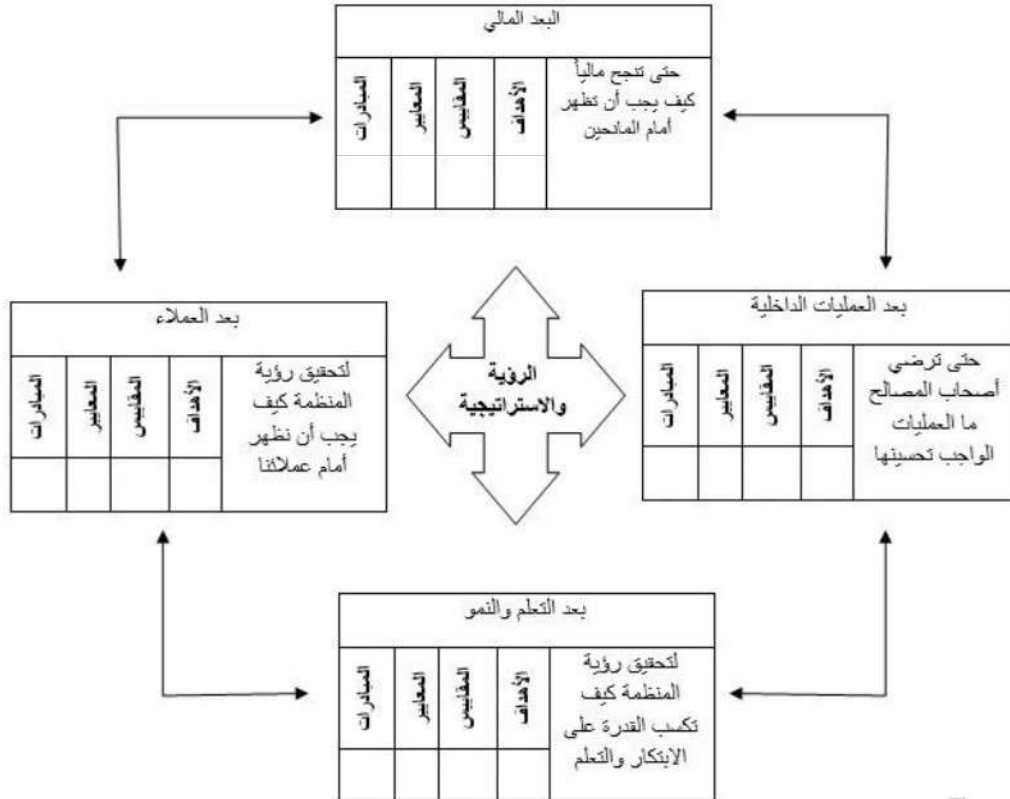 البعد المالي
حتى تنجح مالياً
كيف يجب أن تظهر
أمام المانحين
الأهداف
المقاييس
المعايير
المبادرات
بعد العمليات الداخلية
حتى ترضي
أصحاب المصالح
ما العمليات
الواجب تحسينها
الأهداف
المقاييس
المعايير
المبادرات
الرؤية
والاستراتيجية
بعد العملاء
لتحقيق رؤية
المنظمة كيف
يجب أن نظهر
أمام عملائنا
الأهداف
المقاييس
المعايير
المبادرات
بعد التعلم والنمو
لتحقيق رؤية
المنظمة كيف
تكسب القدرة على
الابتكار والتعلم
الأهداف
المقاييس
المعايير
المبادرات